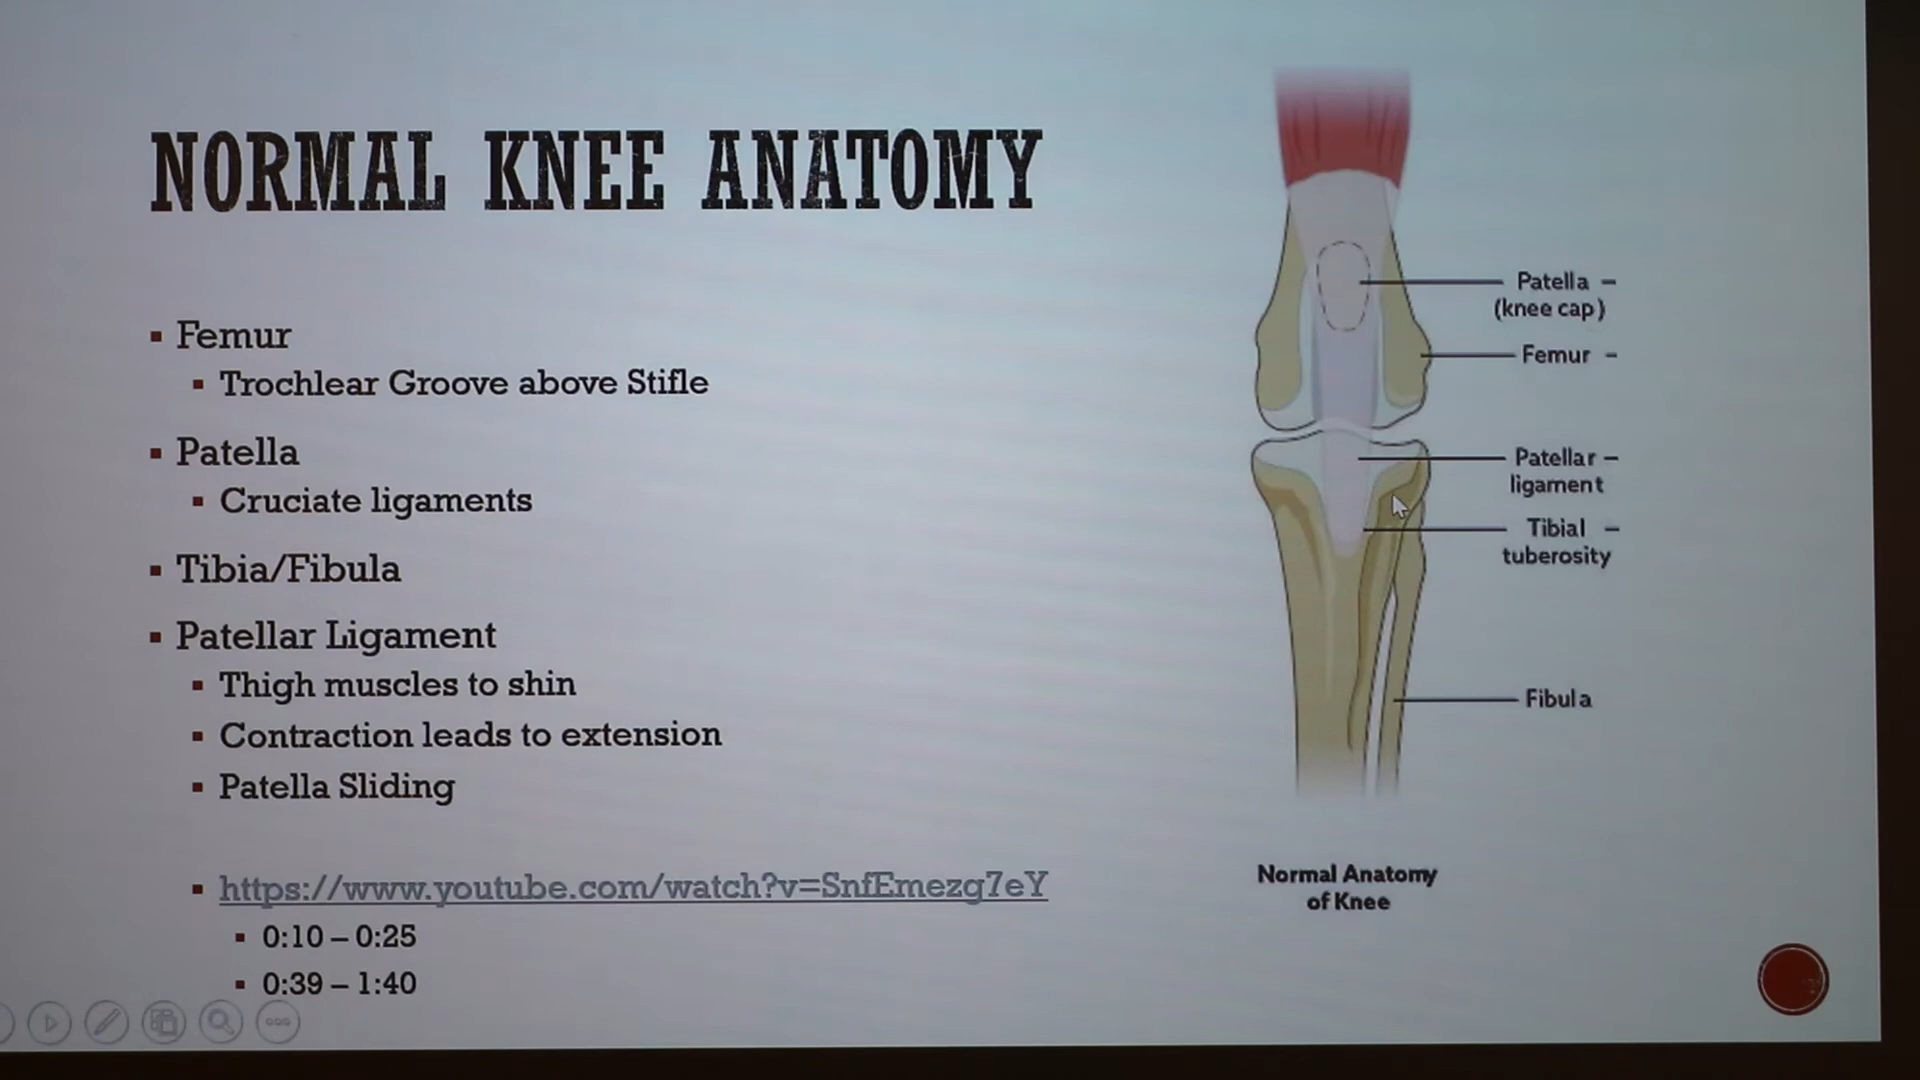 NORMAL KNEE ANATOMY
Femur
Trochlear Groove above Stifle
Patella
Cruciate ligaments
Tibia/Fibula
Patellar Ligament
Thigh muscles to shin
Contraction leads to extension
Patella Sliding
https://www.youtube.com/watch?v=SnfEmezg7eY
0:10 – 0:25
0:39 – 1:40
Patella –
(knee cap)
Femur –
Patellar –
ligament
Tibial –
tuberosity
Fibula
Normal Anatomy
of Knee